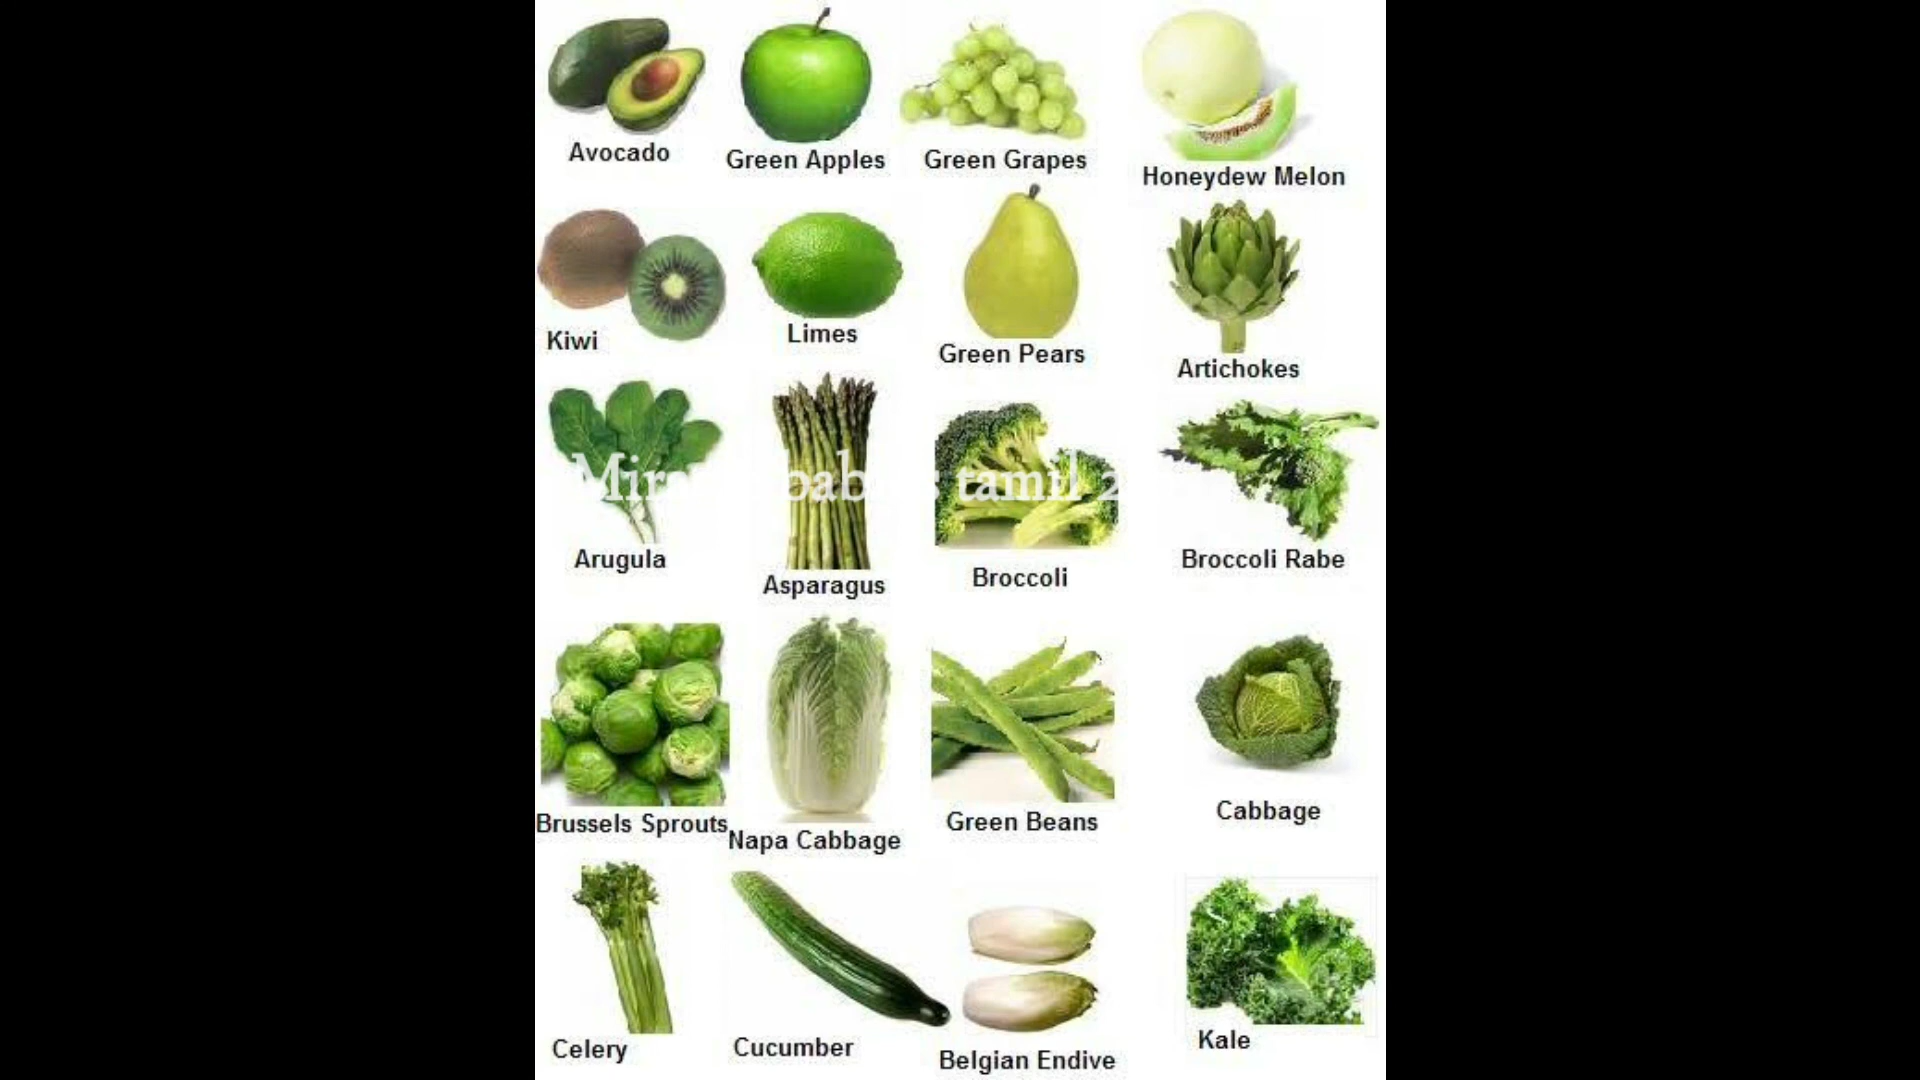 Avocado
Green Apples
Green Grapes
Honeydew Melon
Kiwi
Limes
Green Pears
Artichokes
tamil
Arugula
Asparagus
Broccoli
Broccoli Rabe
Brussels Sprouts
Napa Cabbage
Green Beans
Cabbage
Celery
Cucumber
Belgian Endive
Kale